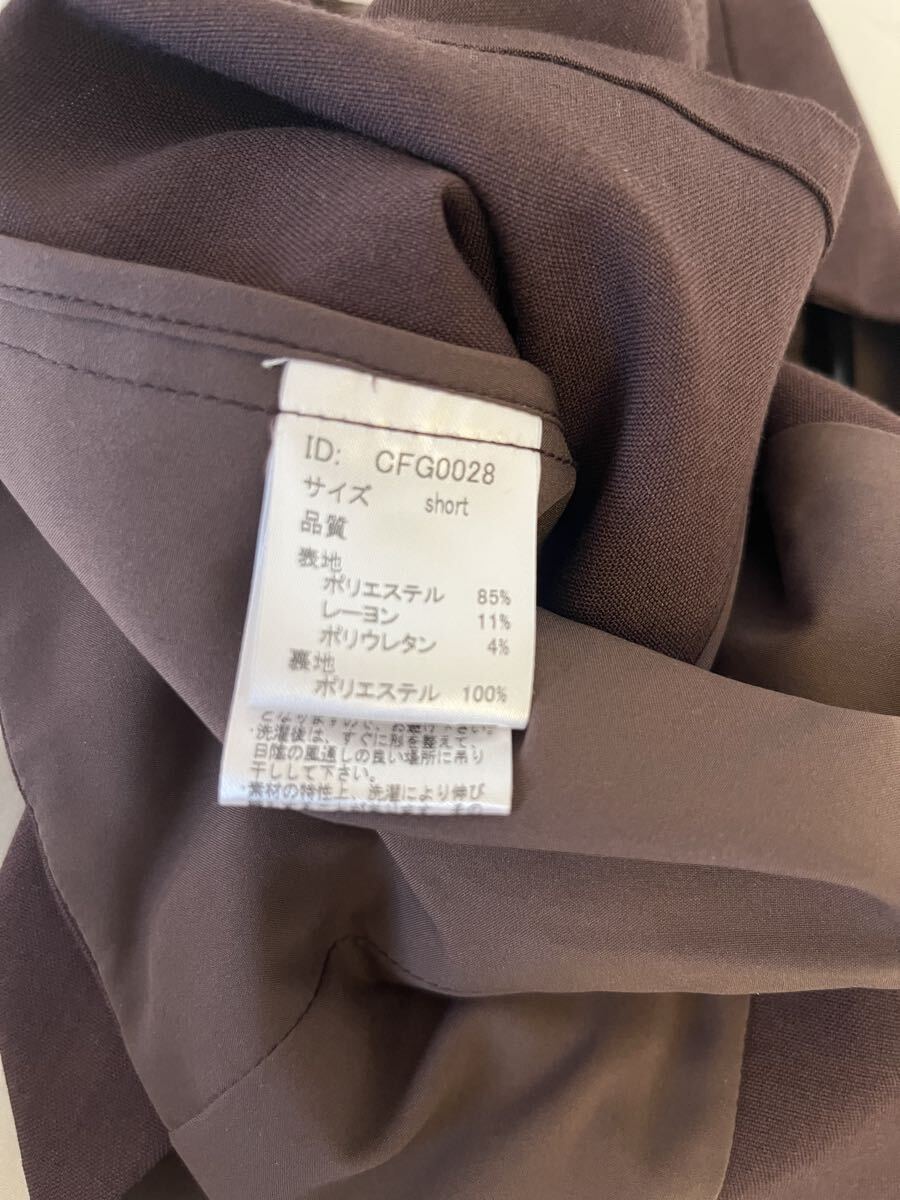 ID: CFG0028
サイズ short
品質
表地
ポリエステル 85%
レーヨン 11%
ポリウレタン 4%
裏地
ポリエステル 100%
・洗濯後は、すぐに形を整えて、
日陰の風通しの良い場所に吊り
干しして下さい。
・素材の特性上、洗濯により伸び